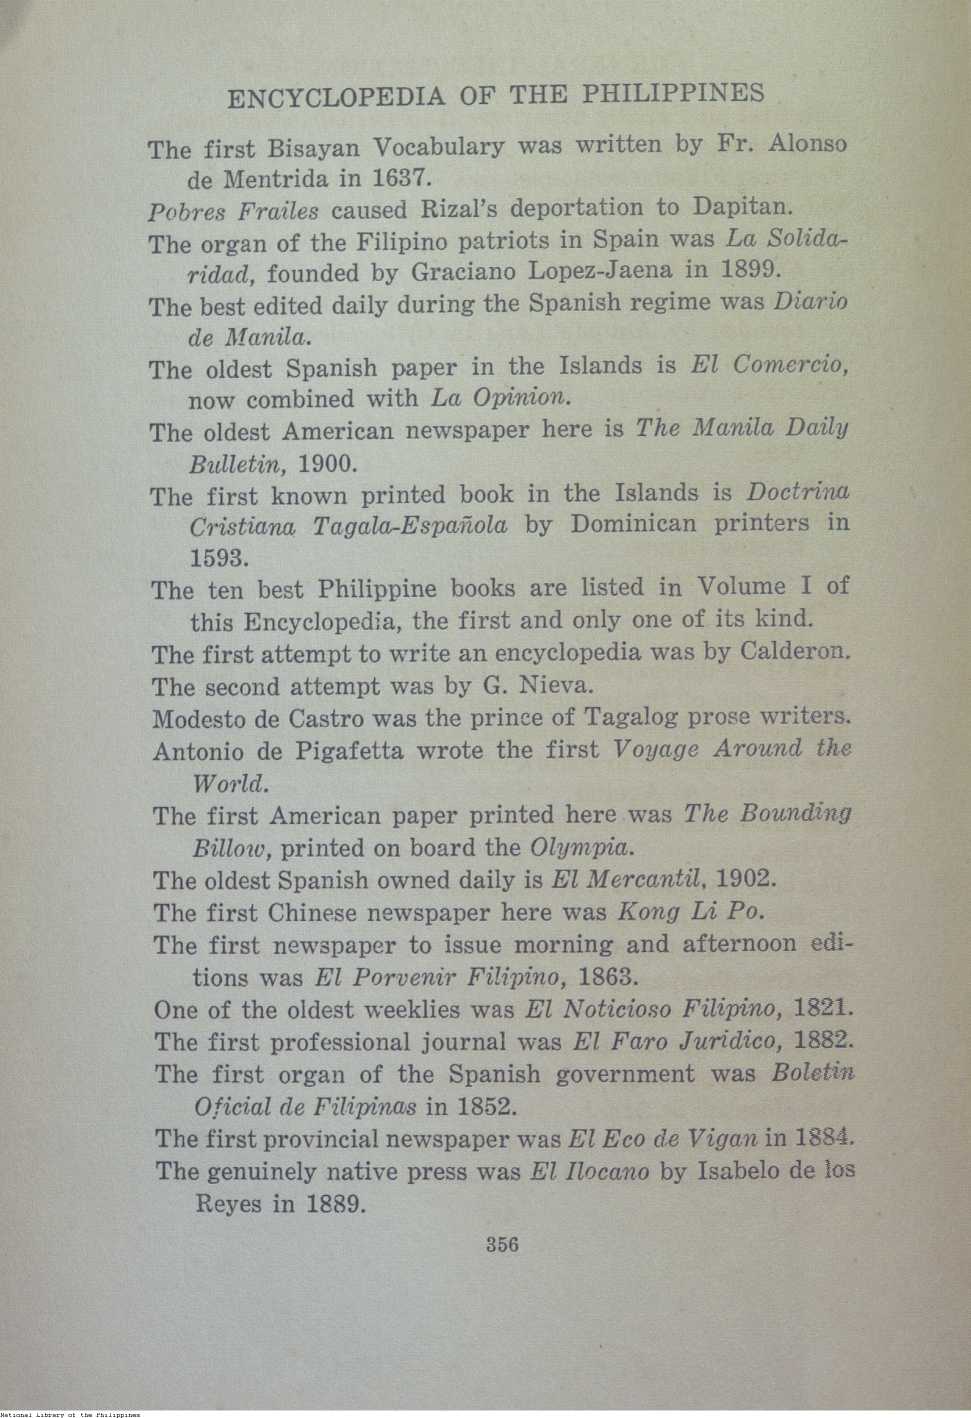 ENCYCLOPEDIA OF THE PHILIPPINES
The first Bisayan Vocabulary was written by Fr. Alonso
de Mentrida in 1637.
Pobres Frailes caused Rizal's deportation to Dapitan.
The organ of the Filipino patriots in Spain was La Solida-
ridad, founded by Graciano Lopez-Jaena in 1899.
The best edited daily during the Spanish regime was Diario
de Manila.
The oldest Spanish paper in the Islands is El Comercio,
now combined with La Opinion.
The oldest American newspaper here is The Manila Daily
Bulletin, 1900.
The first known printed book in the Islands is Doctrina
Cristiana Tagala-Española by Dominican printers in
1593.
The ten best Philippine books are listed in Volume I of
this Encyclopedia, the first and only one of its kind.
The first attempt to write an encyclopedia was by Calderon.
The second attempt was by G. Nieva.
Modesto de Castro was the prince of Tagalog prose writers.
Antonio de Pigafetta wrote the first Voyage Around the
World.
The first American paper printed here was The Bounding
Billow, printed on board the Olympia.
The oldest Spanish owned daily is El Mercantil, 1902.
The first Chinese newspaper here was Kong Li Po.
The first newspaper to issue morning and afternoon edi-
tions was El Porvenir Filipino, 1863.
One of the oldest weeklies was El Noticioso Filipino, 1821.
The first professional journal was El Faro Juridico, 1882.
The first organ of the Spanish government was Boletin
Oficial de Filipinas in 1852.
The first provincial newspaper was El Eco de Vigan in 1884.
The genuinely native press was El Ilocano by Isabelo de los
Reyes in 1889.
356
National Library of the Philippines